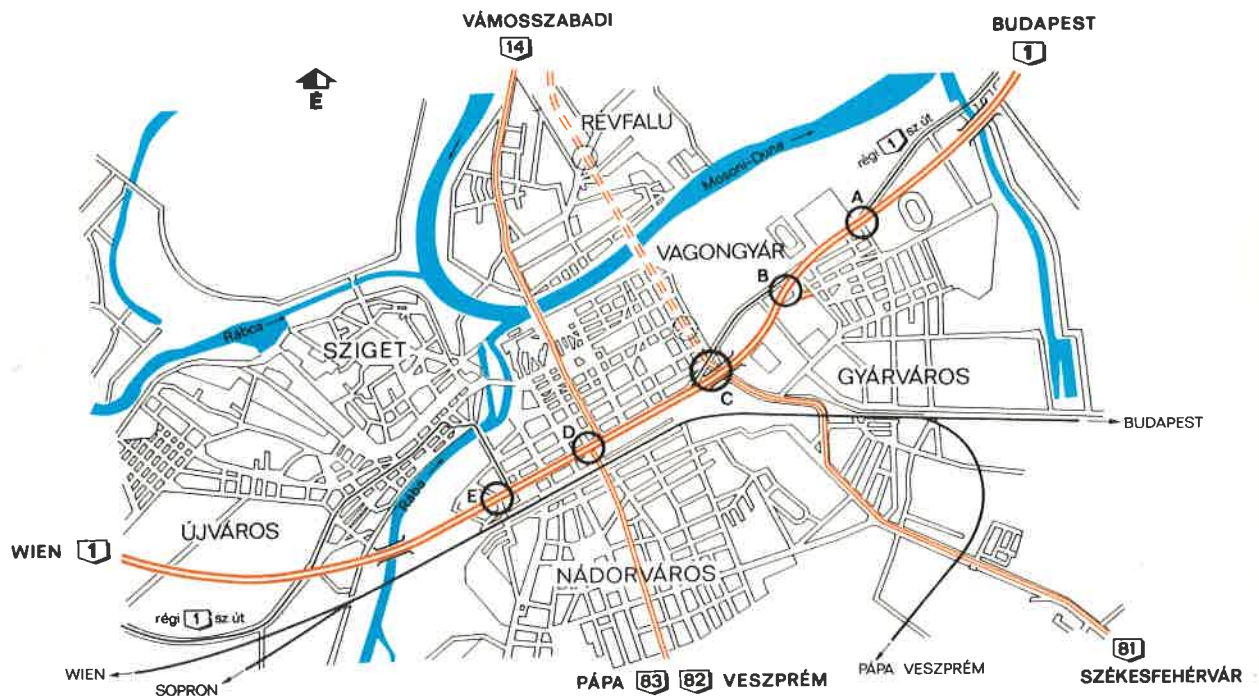 VÁMOSSZABADI
14
BUDAPEST
1
É
RÉVFALU
Mosoni-Duna
régi 1 sz út
A
VAGONGYÁR
B
Rábca
SZIGET
GYÁRVÁROS
C
BUDAPEST
D
Rába
E
ÚJVÁROS
WIEN 1
NÁDORVÁROS
régi 1 sz út
WIEN
SOPRON
PÁPA 83 82 VESZPRÉM
PÁPA VESZPRÉM
81
SZÉKESFEHÉRVÁR